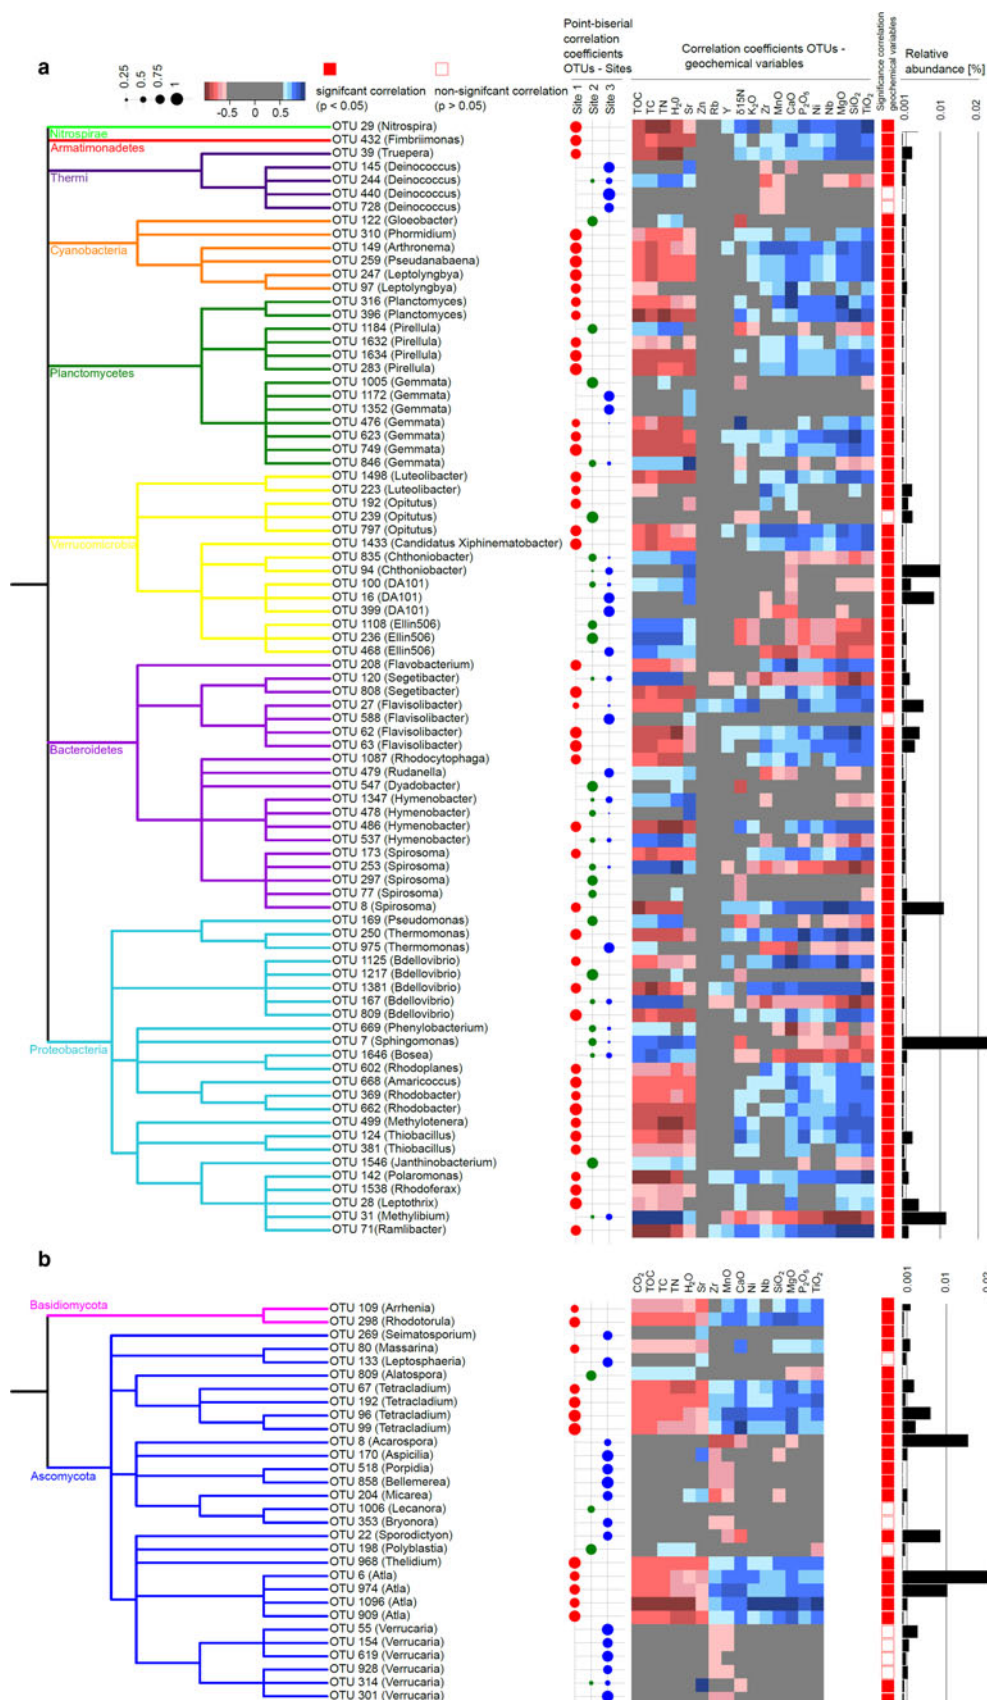 a
0.25
0.5
0.75
1
-0.5
0
0.5
signifcant correlation
(p < 0.05)
non-signifcant correlation
(p > 0.05)
Point-biserial
correlation
coefficients
OTUs - Sites
Site 1
Site 2
Site 3
Correlation coefficients OTUs -
geochemical variables
TOC
TC
TN
H₂0
Sr
Zn
Rb
Y
δ15N
K₂O
Zr
MnO
CaO
P₂O₅
Ni
Nb
MgO
SiO₂
TiO₂
Significance correlation
geochemical variables
Relative
abundance [%]
0.001
0.01
0.02
Nitrospirae
Armatimonadetes
Thermi
Cyanobacteria
Planctomycetes
Verrucomicrobia
Bacteroidetes
Proteobacteria
OTU 29 (Nitrospira)
OTU 432 (Fimbriimonas)
OTU 39 (Truepera)
OTU 145 (Deinococcus)
OTU 244 (Deinococcus)
OTU 440 (Deinococcus)
OTU 728 (Deinococcus)
OTU 122 (Gloeobacter)
OTU 310 (Phormidium)
OTU 149 (Arthronema)
OTU 259 (Pseudanabaena)
OTU 247 (Leptolyngbya)
OTU 97 (Leptolyngbya)
OTU 316 (Planctomyces)
OTU 396 (Planctomyces)
OTU 1184 (Pirellula)
OTU 1632 (Pirellula)
OTU 1634 (Pirellula)
OTU 283 (Pirellula)
OTU 1005 (Gemmata)
OTU 1172 (Gemmata)
OTU 1352 (Gemmata)
OTU 476 (Gemmata)
OTU 623 (Gemmata)
OTU 749 (Gemmata)
OTU 846 (Gemmata)
OTU 1498 (Luteolibacter)
OTU 223 (Luteolibacter)
OTU 192 (Opitutus)
OTU 239 (Opitutus)
OTU 797 (Opitutus)
OTU 1433 (Candidatus Xiphinematobacter)
OTU 835 (Chthoniobacter)
OTU 94 (Chthoniobacter)
OTU 100 (DA101)
OTU 16 (DA101)
OTU 399 (DA101)
OTU 1108 (Ellin506)
OTU 236 (Ellin506)
OTU 468 (Ellin506)
OTU 208 (Flavobacterium)
OTU 120 (Segetibacter)
OTU 808 (Segetibacter)
OTU 27 (Flavisolibacter)
OTU 588 (Flavisolibacter)
OTU 62 (Flavisolibacter)
OTU 63 (Flavisolibacter)
OTU 1087 (Rhodocytophaga)
OTU 479 (Rudanella)
OTU 547 (Dyadobacter)
OTU 1347 (Hymenobacter)
OTU 478 (Hymenobacter)
OTU 486 (Hymenobacter)
OTU 537 (Hymenobacter)
OTU 173 (Spirosoma)
OTU 253 (Spirosoma)
OTU 297 (Spirosoma)
OTU 77 (Spirosoma)
OTU 8 (Spirosoma)
OTU 169 (Pseudomonas)
OTU 250 (Thermomonas)
OTU 975 (Thermomonas)
OTU 1125 (Bdellovibrio)
OTU 1217 (Bdellovibrio)
OTU 1381 (Bdellovibrio)
OTU 167 (Bdellovibrio)
OTU 809 (Bdellovibrio)
OTU 669 (Phenylobacterium)
OTU 7 (Sphingomonas)
OTU 1646 (Bosea)
OTU 602 (Rhodoplanes)
OTU 668 (Amaricoccus)
OTU 369 (Rhodobacter)
OTU 662 (Rhodobacter)
OTU 499 (Methylotenera)
OTU 124 (Thiobacillus)
OTU 381 (Thiobacillus)
OTU 1546 (Janthinobacterium)
OTU 142 (Polaromonas)
OTU 1538 (Rhodoferax)
OTU 28 (Leptothrix)
OTU 31 (Methylibium)
OTU 71(Ramlibacter)
b
CO₂
TOC
TC
TN
H₂O
Sr
Zr
MnO
CaO
Ni
Nb
SiO₂
MgO
P₂O₅
TiO₂
0.001
0.01
0.02
Basidiomycota
Ascomycota
OTU 109 (Arrhenia)
OTU 298 (Rhodotorula)
OTU 269 (Seimatosporium)
OTU 80 (Massarina)
OTU 133 (Leptosphaeria)
OTU 809 (Alatospora)
OTU 67 (Tetracladium)
OTU 192 (Tetracladium)
OTU 96 (Tetracladium)
OTU 99 (Tetracladium)
OTU 8 (Acarospora)
OTU 170 (Aspicilia)
OTU 518 (Porpidia)
OTU 858 (Bellemerea)
OTU 204 (Micarea)
OTU 1006 (Lecanora)
OTU 353 (Bryonora)
OTU 22 (Sporodictyon)
OTU 198 (Polyblastia)
OTU 968 (Thelidium)
OTU 6 (Atla)
OTU 974 (Atla)
OTU 1096 (Atla)
OTU 909 (Atla)
OTU 55 (Verrucaria)
OTU 154 (Verrucaria)
OTU 619 (Verrucaria)
OTU 928 (Verrucaria)
OTU 314 (Verrucaria)
OTU 301 (Verrucaria)